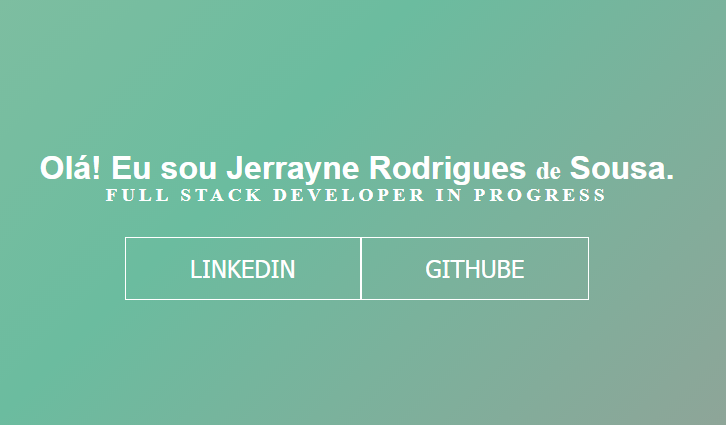 Olá! Eu sou Jerrayne Rodrigues de Sousa.
FULL STACK DEVELOPER IN PROGRESS
LINKEDIN
GITHUBE